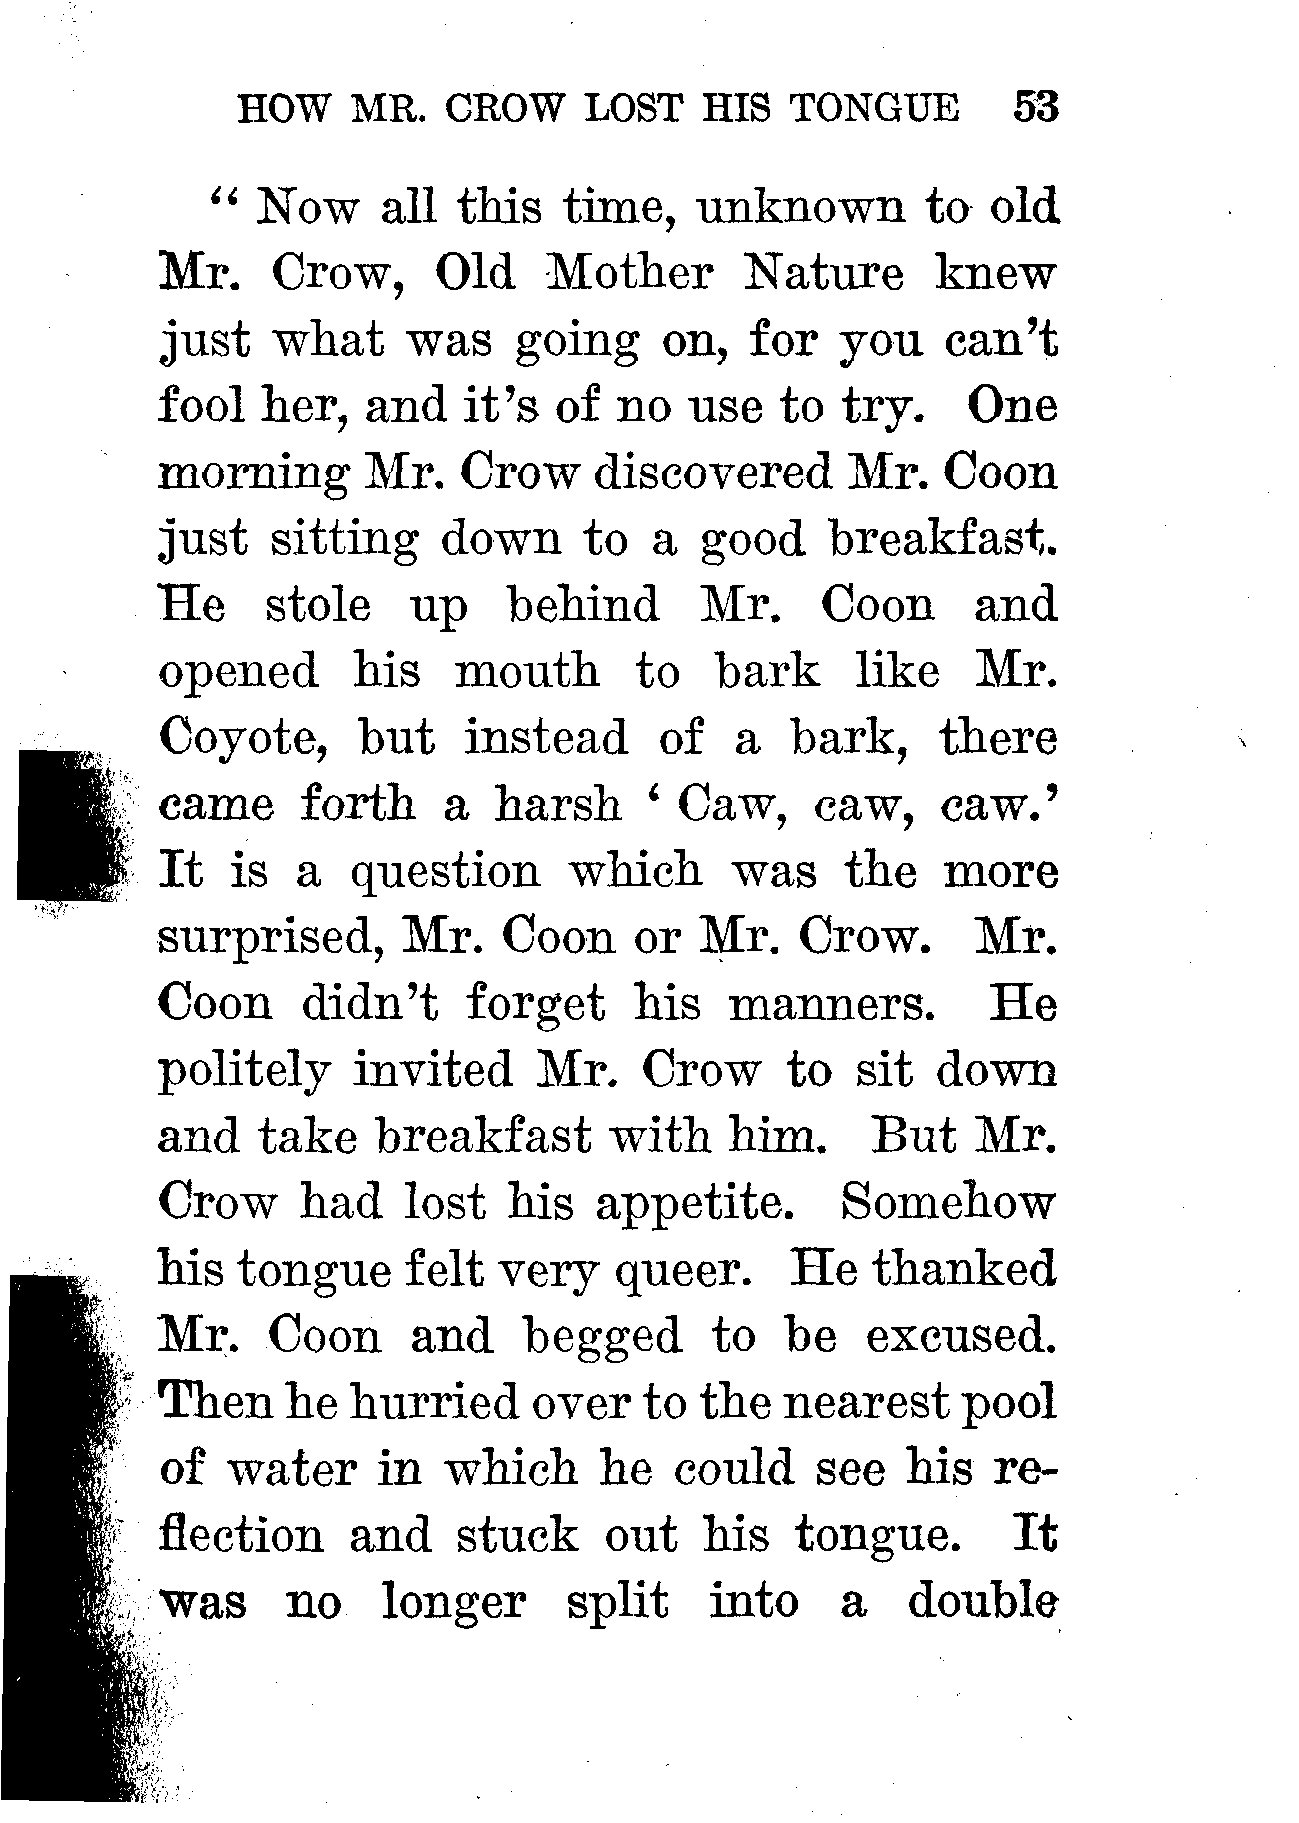 HOW MR. CROW LOST HIS TONGUE 53
“ Now all this time, unknown to old
Mr. Crow, Old Mother Nature knew
just what was going on, for you can’t
fool her, and it’s of no use to try. One
morning Mr. Crow discovered Mr. Coon
just sitting down to a good breakfast.
He stole up behind Mr. Coon and
opened his mouth to bark like Mr.
Coyote, but instead of a bark, there
came forth a harsh ‘ Caw, caw, caw.’
It is a question which was the more
surprised, Mr. Coon or Mr. Crow. Mr.
Coon didn’t forget his manners. He
politely invited Mr. Crow to sit down
and take breakfast with him. But Mr.
Crow had lost his appetite. Somehow
his tongue felt very queer. He thanked
Mr. Coon and begged to be excused.
Then he hurried over to the nearest pool
of water in which he could see his re-
flection and stuck out his tongue. It
was no longer split into a double